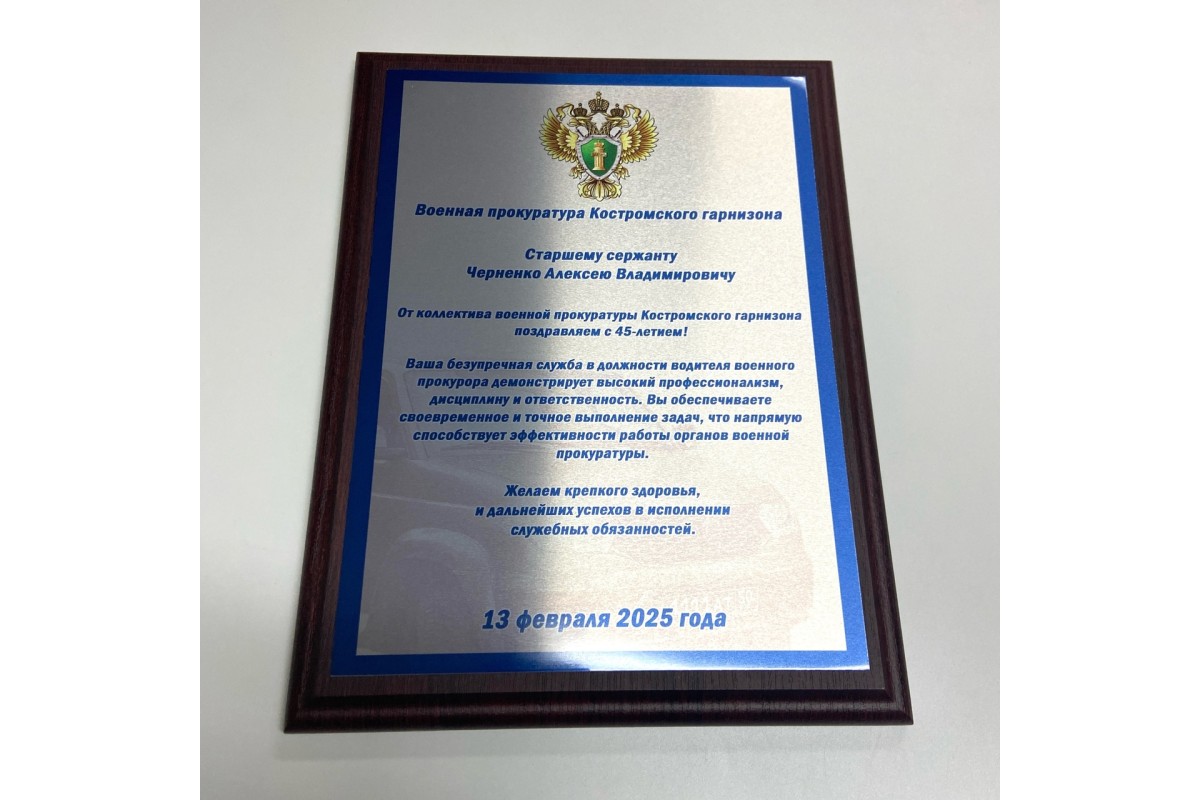 Военная прокуратура Костромского гарнизона
Старшему сержанту
Черненко Алексею Владимировичу
От коллектива военной прокуратуры Костромского гарнизона
поздравляем с 45-летием!
Ваша безупречная служба в должности водителя военного
прокурора демонстрирует высокий профессионализм,
дисциплину и ответственность. Вы обеспечиваете
своевременное и точное выполнение задач, что напрямую
способствует эффективности работы органов военной
прокуратуры.
Желаем крепкого здоровья,
и дальнейших успехов в исполнении
служебных обязанностей.
13 февраля 2025 года